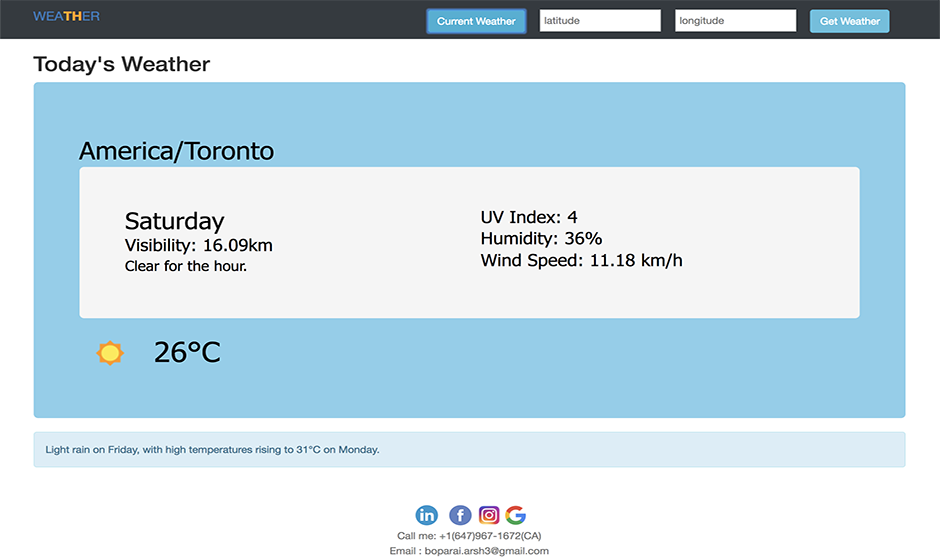 WEATHER Current Weather latitude longitude Get Weather
Today's Weather
America/Toronto
Saturday
Visibility: 16.09km
Clear for the hour.
UV Index: 4
Humidity: 36%
Wind Speed: 11.18 km/h
26°C
Light rain on Friday, with high temperatures rising to 31°C on Monday.
in f G
Call me: +1(647)967-1672(CA)
Email : boparai.arsh3@gmail.com